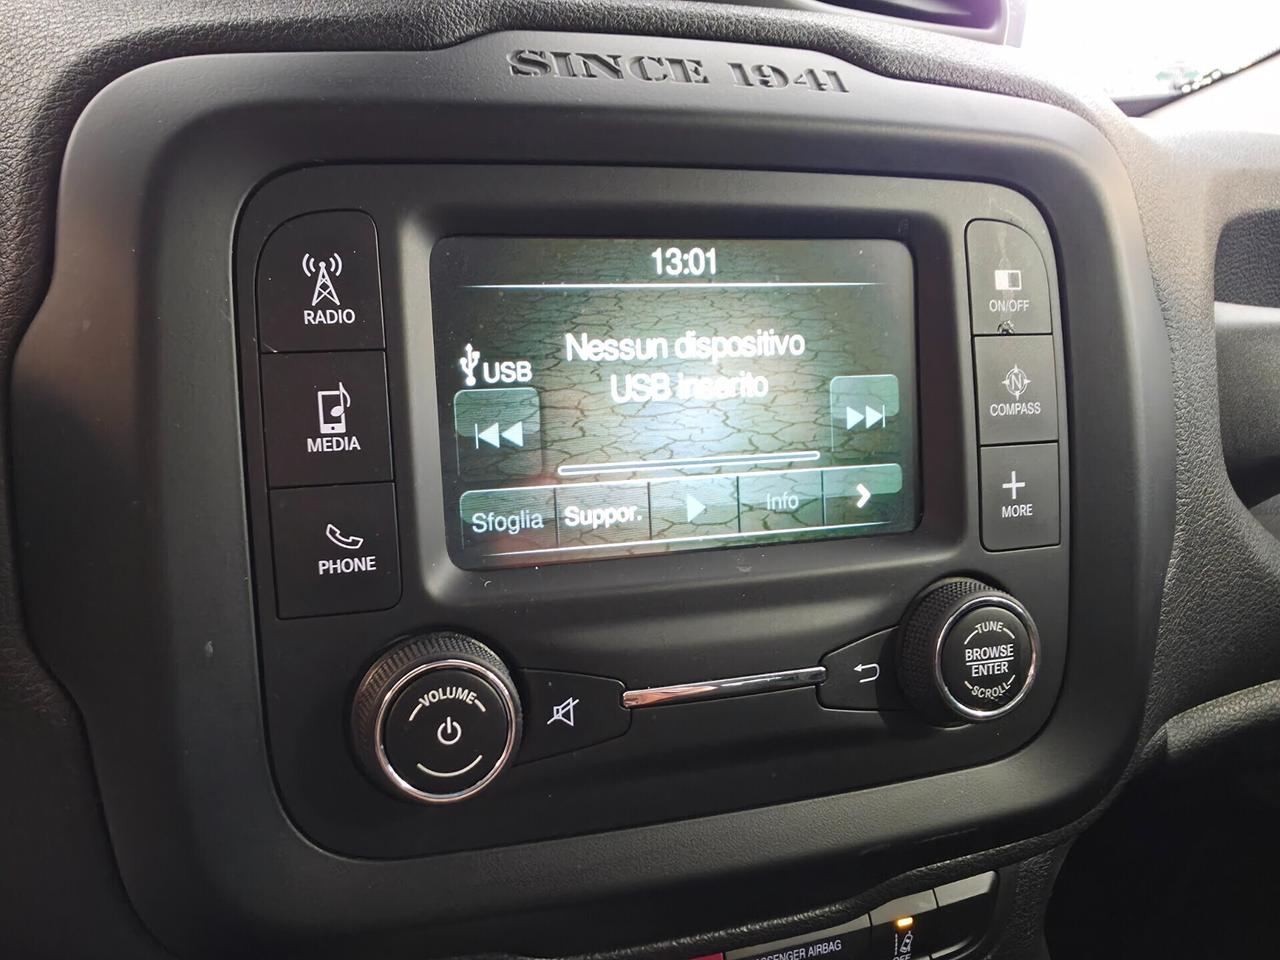 SINCE 1941
RADIO
MEDIA
PHONE
13:01
USB
Nessun dispositivo
USB inserito
Sfoglia
Suppor.
Info
ON/OFF
N
COMPASS
MORE
VOLUME
TUNE
BROWSE
ENTER
SCROLL
AIRBAG
OFF